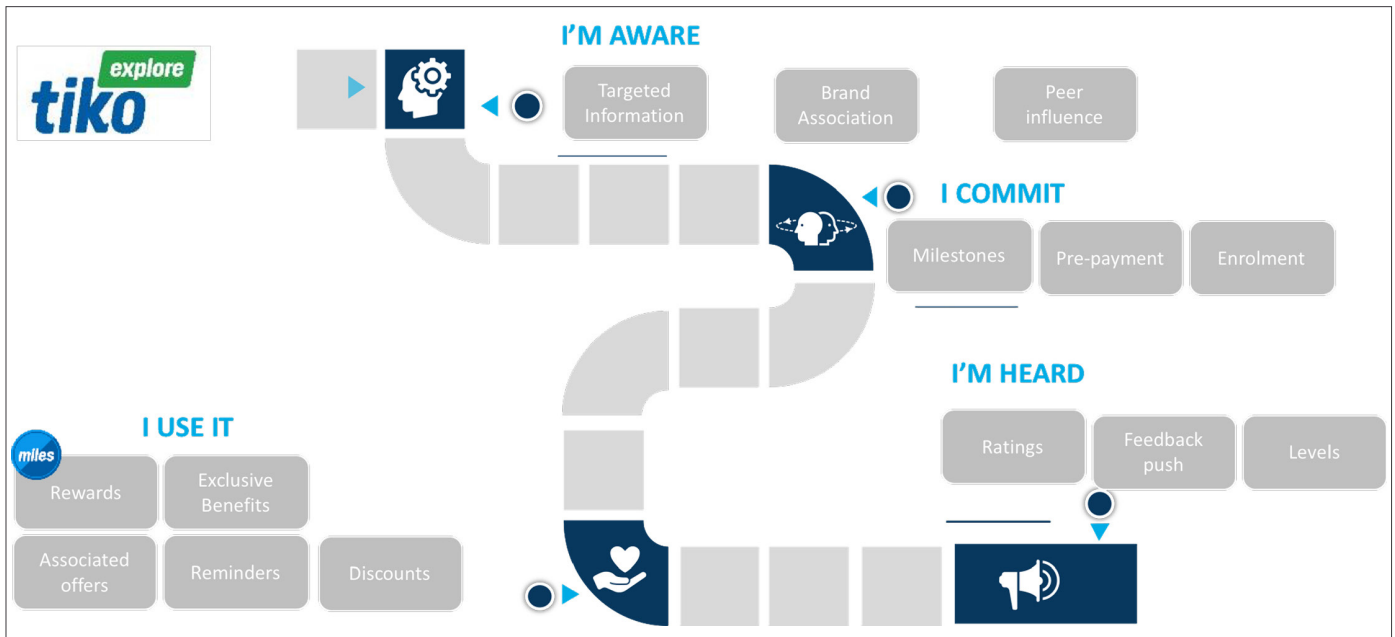 explore
tiko
I'M AWARE
Targeted
Information
Brand
Association
Peer
influence
I COMMIT
Milestones
Pre-payment
Enrolment
I'M HEARD
Ratings
Feedback
push
Levels
I USE IT
miles
Rewards
Exclusive
Benefits
Associated
offers
Reminders
Discounts